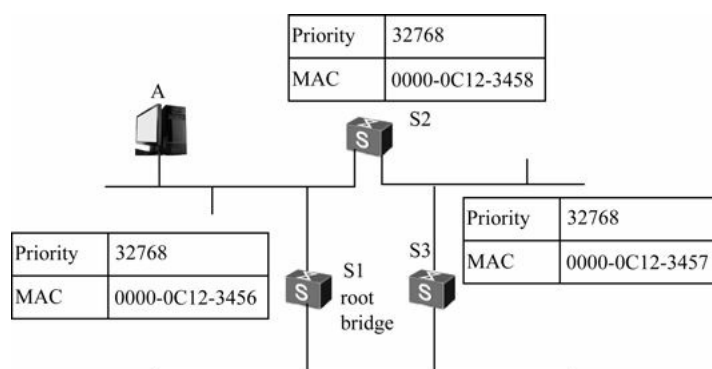 Priority 32768
MAC 0000-0C12-3458
A
S2
S
Priority 32768
MAC 0000-0C12-3457
Priority 32768
MAC 0000-0C12-3456
S1
root
bridge
S
S3
S